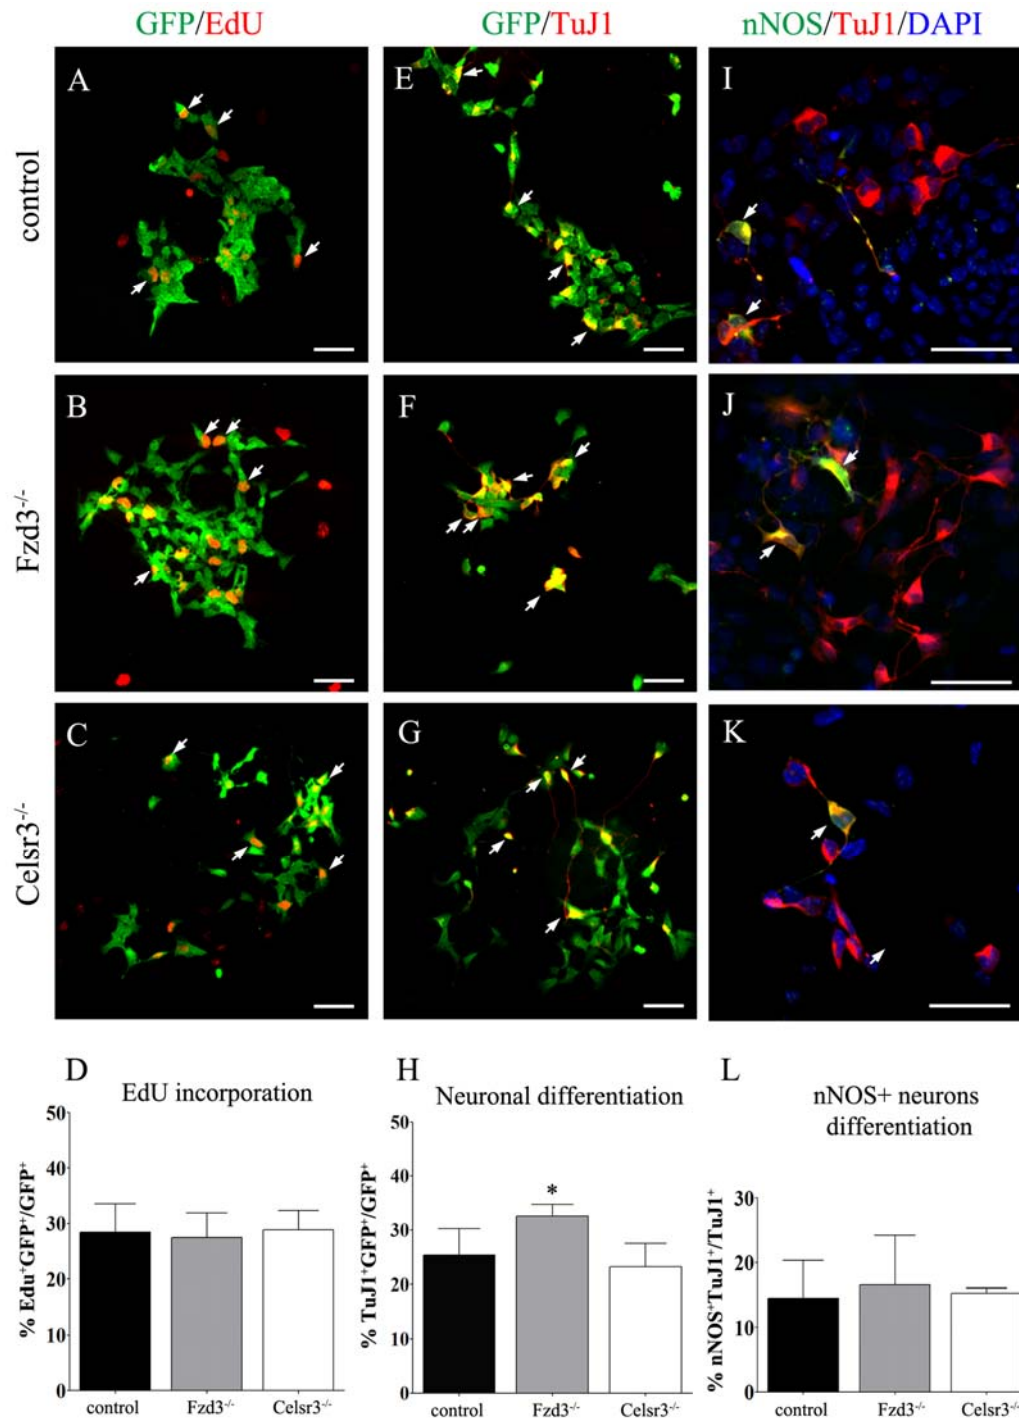 GFP/EdU GFP/TuJ1 nNOS/TuJ1/DAPI
control
A E I
Fzd3⁻/⁻
B F J
Celsr3⁻/⁻
C G K
D
EdU incorporation
% Edu⁺GFP⁺/GFP⁺
50
40
30
20
10
0
control Fzd3⁻/⁻ Celsr3⁻/⁻
H
Neuronal differentiation
% TuJ1⁺GFP⁺/GFP⁺
50
40
30
20
10
0
*
control Fzd3⁻/⁻ Celsr3⁻/⁻
L
nNOS+ neurons
differentiation
% nNOS⁺TuJ1⁺/TuJ1⁺
30
20
10
0
control Fzd3⁻/⁻ Celsr3⁻/⁻